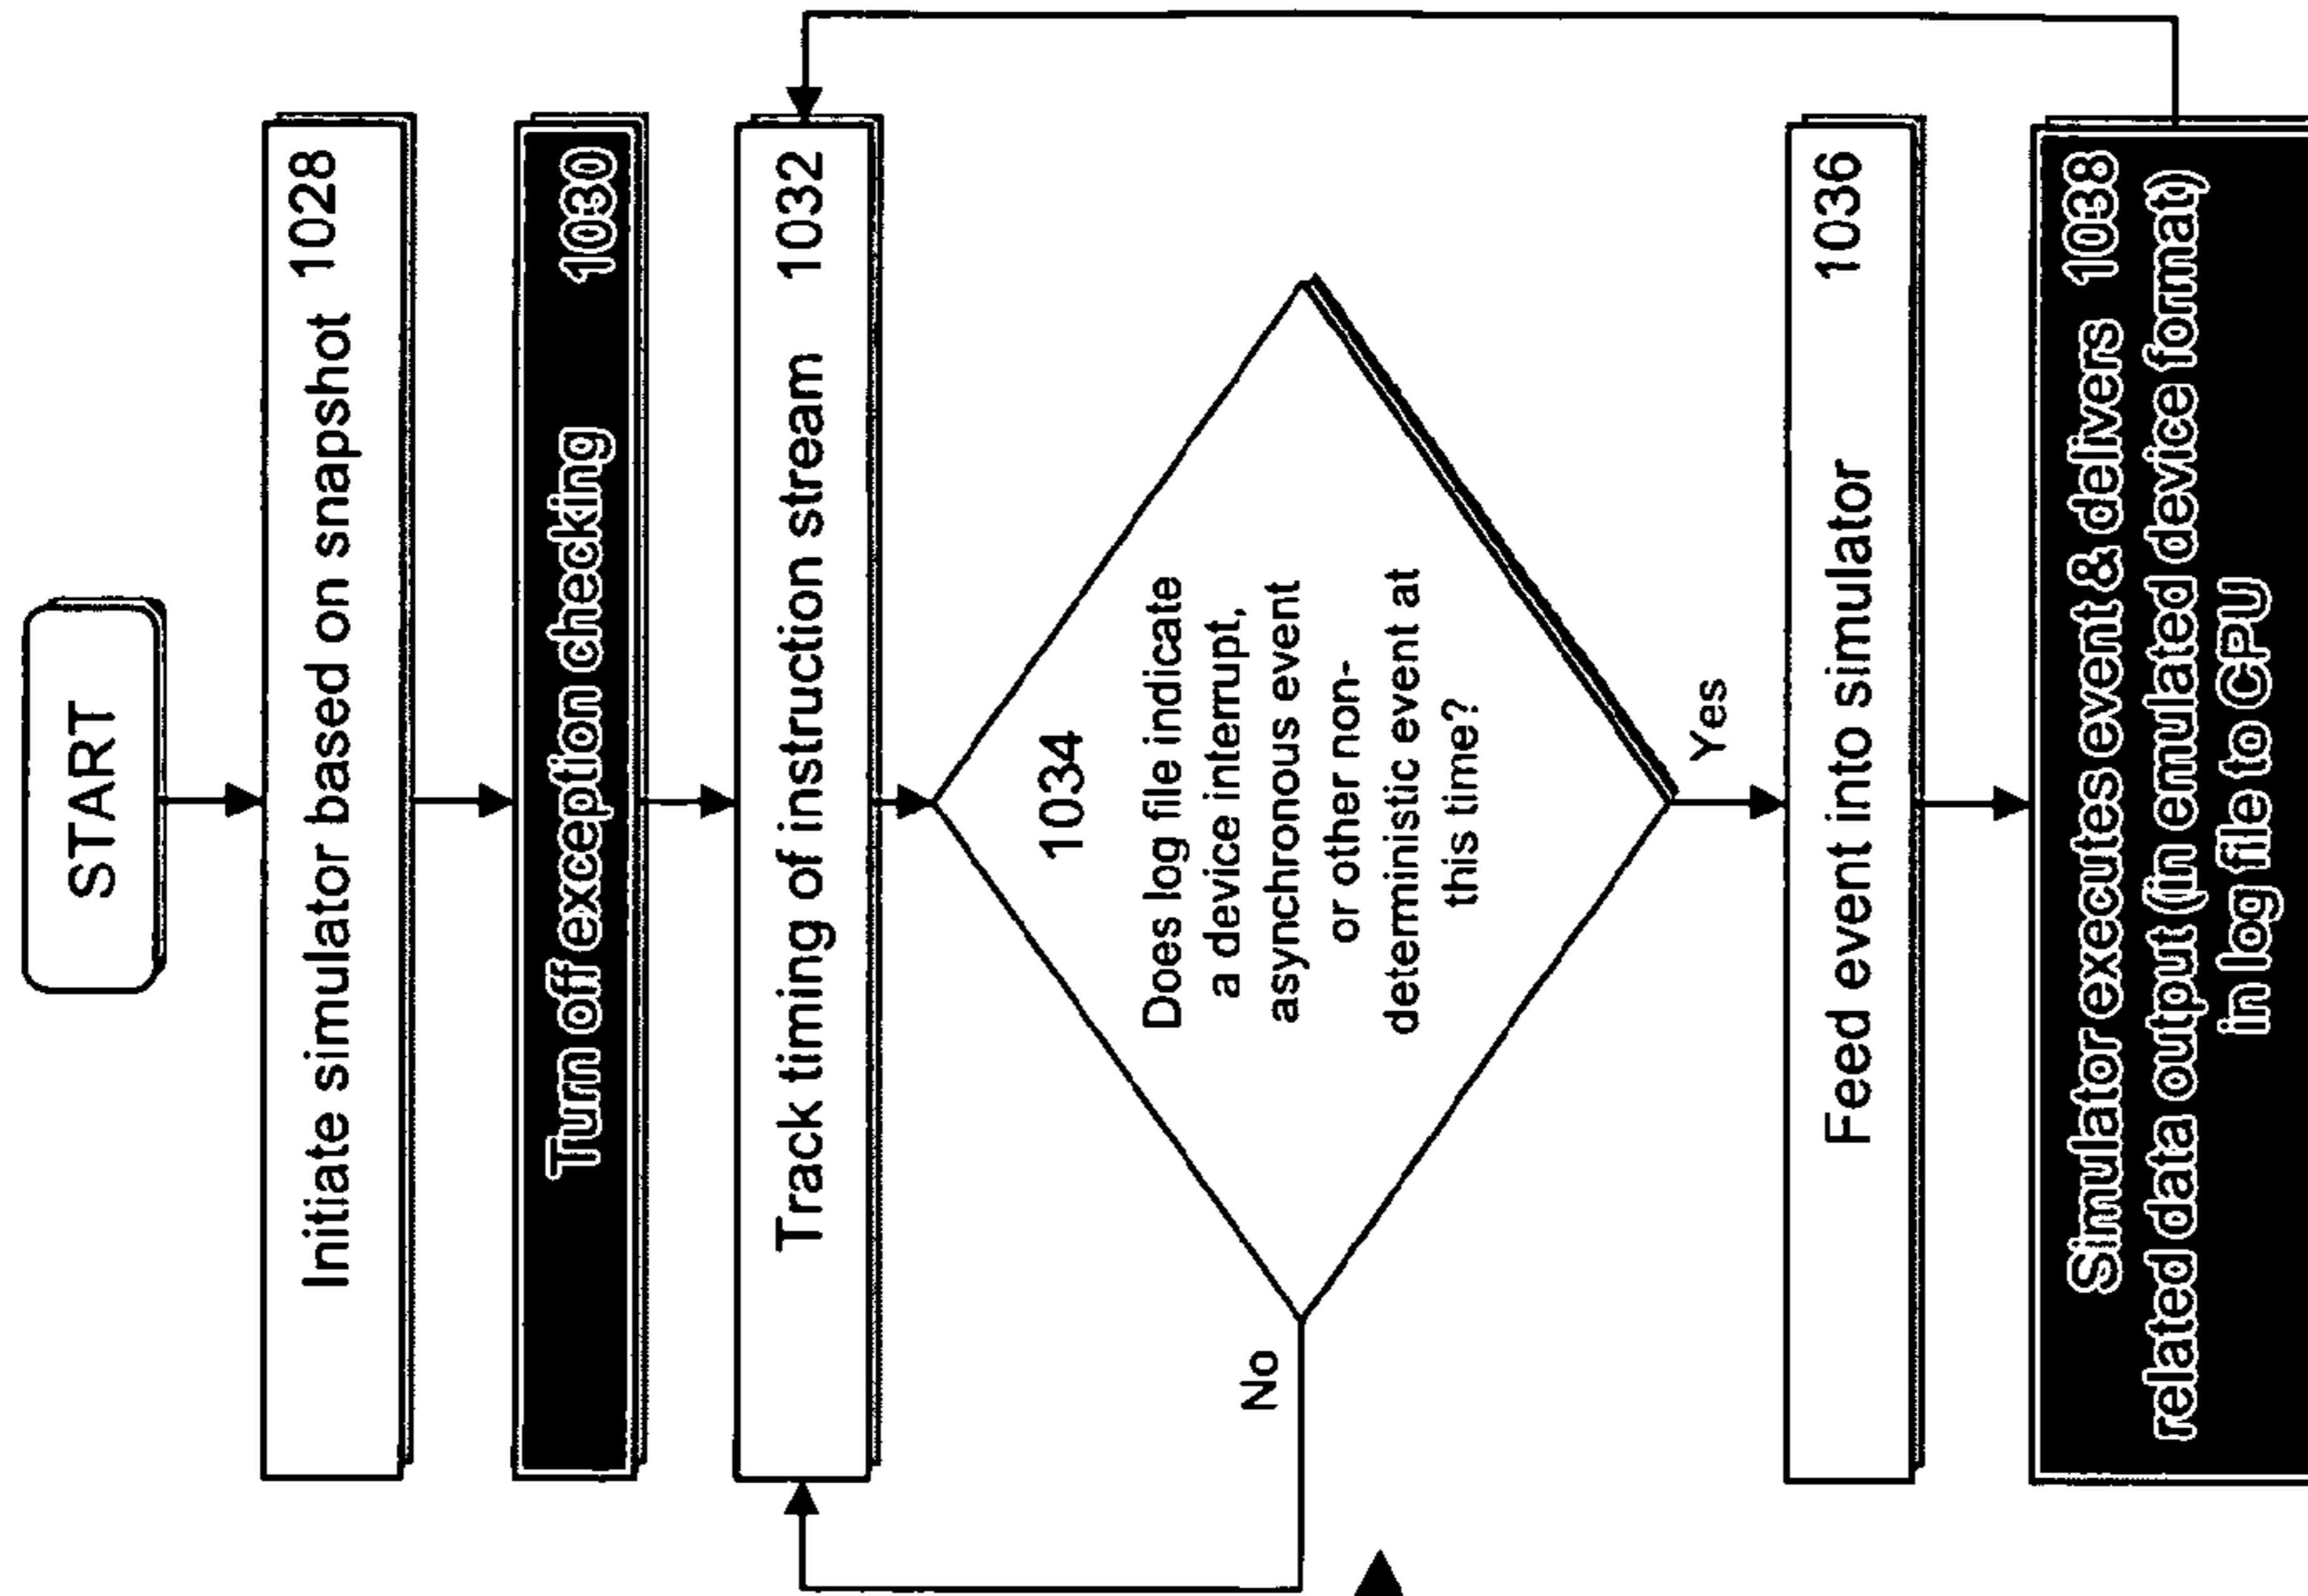 START
Initiate simulator based on snapshot 1028
Turn off exception checking 1030
Track timing of instruction stream 1032
1034
Does log file indicate
a device interrupt,
asynchronous event
or other non-
deterministic event at
this time?
No
Yes
Feed event into simulator 1036
Simulator executes event & delivers 1038
related data output (in emulated device format)
in log file to CPU